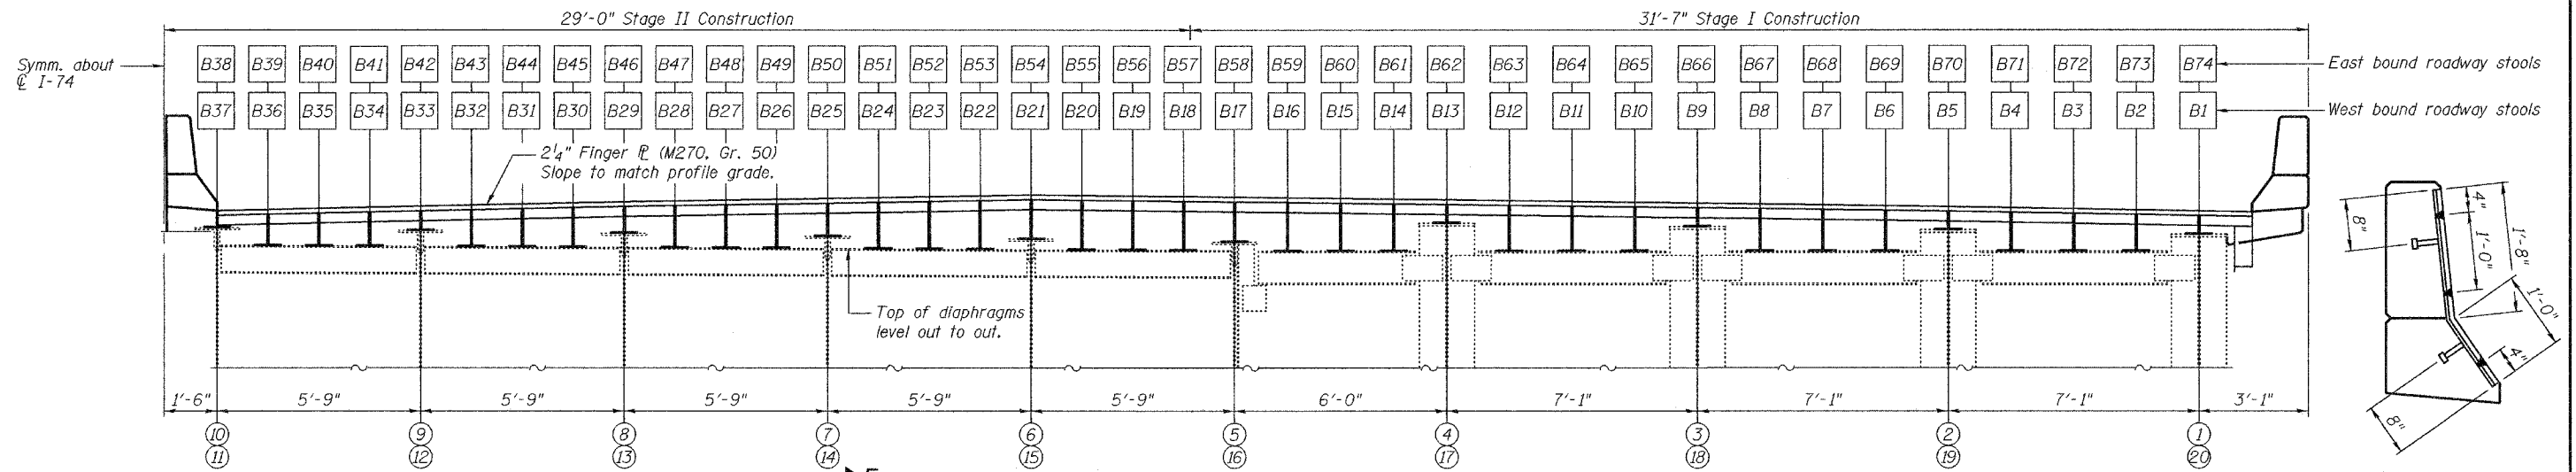 29'-0" Stage II Construction
31'-7" Stage I Construction
Symm. about
℄ I-74
B38 B39 B40 B41 B42 B43 B44 B45 B46 B47 B48 B49 B50 B51 B52 B53 B54 B55 B56 B57 B58 B59 B60 B61 B62 B63 B64 B65 B66 B67 B68 B69 B70 B71 B72 B73 B74
East bound roadway stools
B37 B36 B35 B34 B33 B32 B31 B30 B29 B28 B27 B26 B25 B24 B23 B22 B21 B20 B19 B18 B17 B16 B15 B14 B13 B12 B11 B10 B9 B8 B7 B6 B5 B4 B3 B2 B1
West bound roadway stools
2¼" Finger ⅊ (M270, Gr. 50)
Slope to match profile grade.
Top of diaphragms
level out to out.
4"
8"
1'-8"
1'-0"
1'-0"
4"
8"
1'-6" 5'-9" 5'-9" 5'-9" 5'-9" 5'-9" 6'-0" 7'-1" 7'-1" 7'-1" 3'-1"
10 9 8 7 6 5 4 3 2 1
11 12 13 14 15 16 17 18 19 20